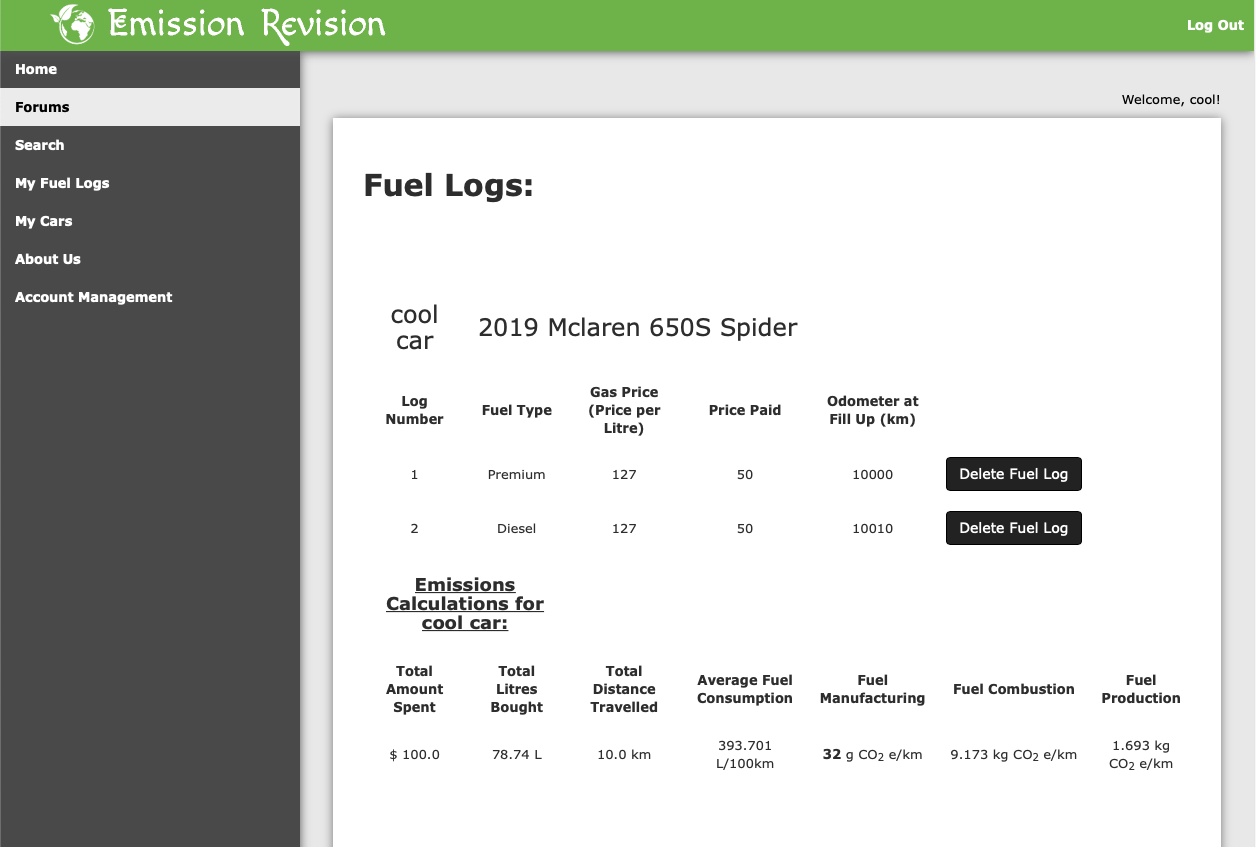 Emission Revision
Log Out
Home
Forums
Search
My Fuel Logs
My Cars
About Us
Account Management
Welcome, cool!
Fuel Logs:
cool
car
2019 Mclaren 650S Spider
Log
Number
Fuel Type
Gas Price
(Price per
Litre)
Price Paid
Odometer at
Fill Up (km)
1 Premium 127 50 10000 Delete Fuel Log
2 Diesel 127 50 10010 Delete Fuel Log
Emissions
Calculations for
cool car:
Total
Amount
Spent
Total
Litres
Bought
Total
Distance
Travelled
Average Fuel
Consumption
Fuel
Manufacturing
Fuel Combustion
Fuel
Production
$ 100.0
78.74 L
10.0 km
393.701
L/100km
32 g CO₂ e/km
9.173 kg CO₂ e/km
1.693 kg
CO₂ e/km